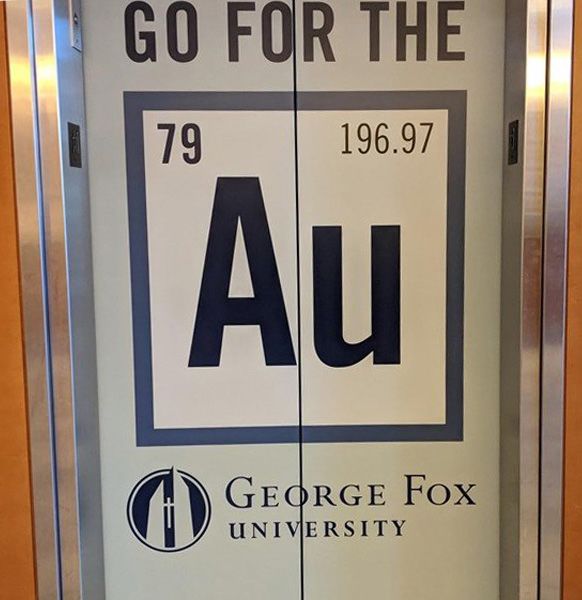 GO FOR THE
79 196.97
Au
GEORGE FOX
UNIVERSITY